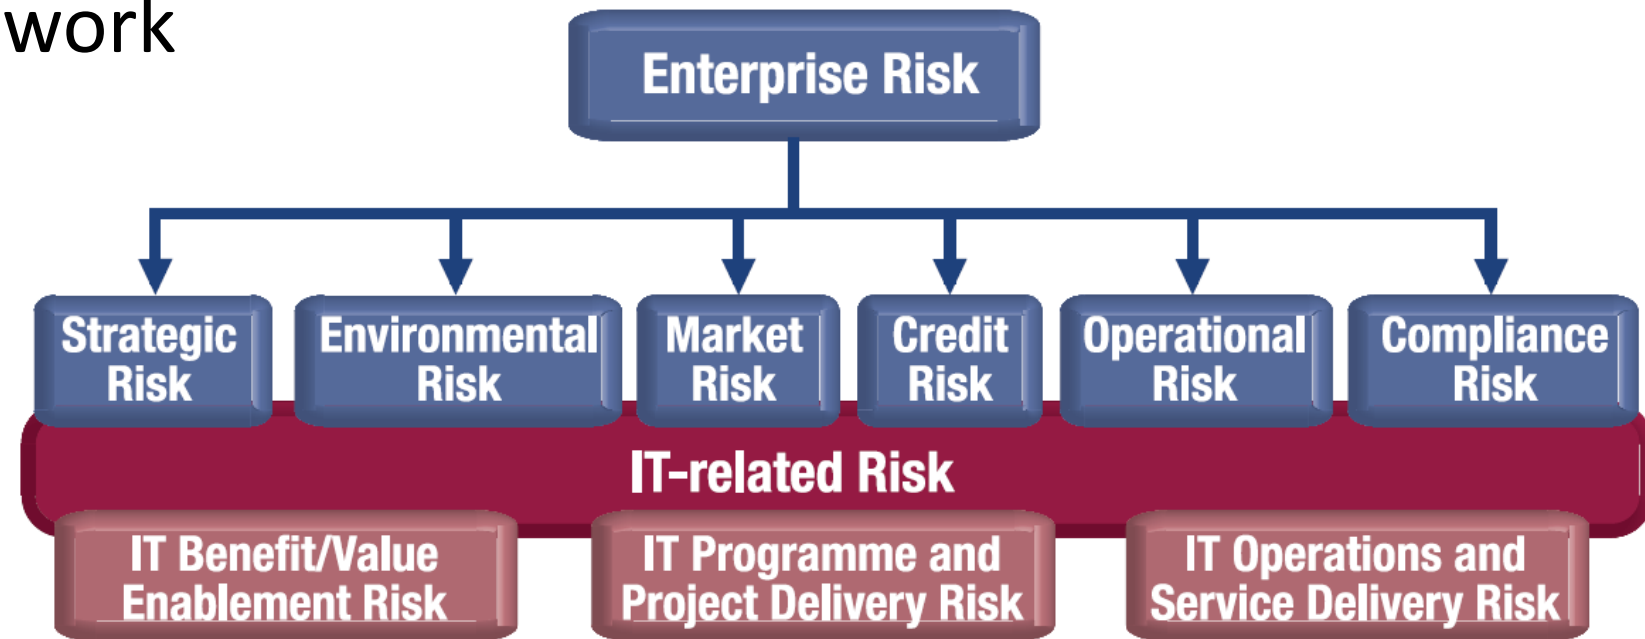 work
Enterprise Risk
Strategic
Risk
Environmental
Risk
Market
Risk
Credit
Risk
Operational
Risk
Compliance
Risk
IT-related Risk
IT Benefit/Value
Enablement Risk
IT Programme and
Project Delivery Risk
IT Operations and
Service Delivery Risk